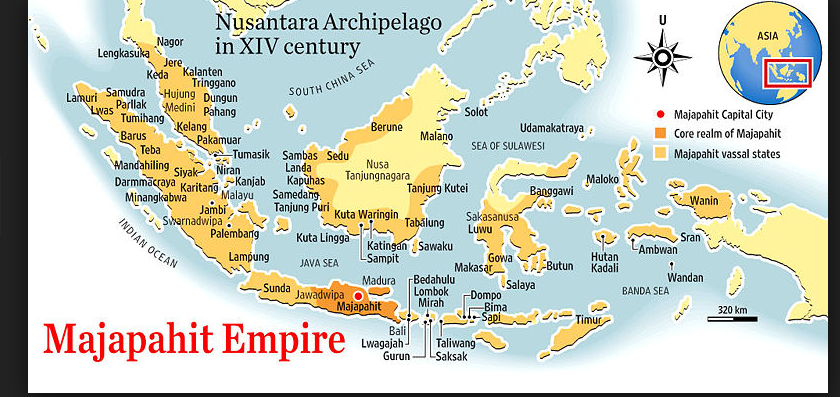 Nusantara Archipelago
in XIV century
U
ASIA
Majapahit Capital City
Core realm of Majapahit
Majapahit vassal states
SOUTH CHINA SEA
SEA OF SULAWESI
INDIAN OCEAN
JAVA SEA
BANDA SEA
320 km
Nagor
Lengkasuka
Jere
Keda
Kalanten
Tringgano
Hujung
Medini
Dungun
Pahang
Kelang
Pakamuar
Tumasik
Samudra
Lamuri
Parllak
Lwas
Tumihang
Barus
Teba
Mandahiling
Siyak
Niran
Darmmacraya
Karitang
Kanjab
Minangkabwa
Malayu
Jambi
Swarnadwipa
Palembang
Lampung
Sambas
Sedu
Landa
Kapuhas
Samedang
Tanjung Puri
Kuta Lingga
Berune
Malano
Solot
Nusa
Tanjungnagara
Tanjung Kutei
Kuta Waringin
Tabalung
Katingan
Sawaku
Sampit
Udamakatraya
Banggawi
Maloko
Sakasanusa
Luwu
Gowa
Makasar
Butun
Salaya
Wanin
Sran
Hutan
Kadali
Ambwan
Wandan
Sunda
Jawadwipa
Madura
Majapahit
Bedahulu
Lombok
Mirah
Dompo
Bima
Sapi
Timur
Bali
Lwagajah
Gurun
Taliwang
Saksak
Majapahit Empire